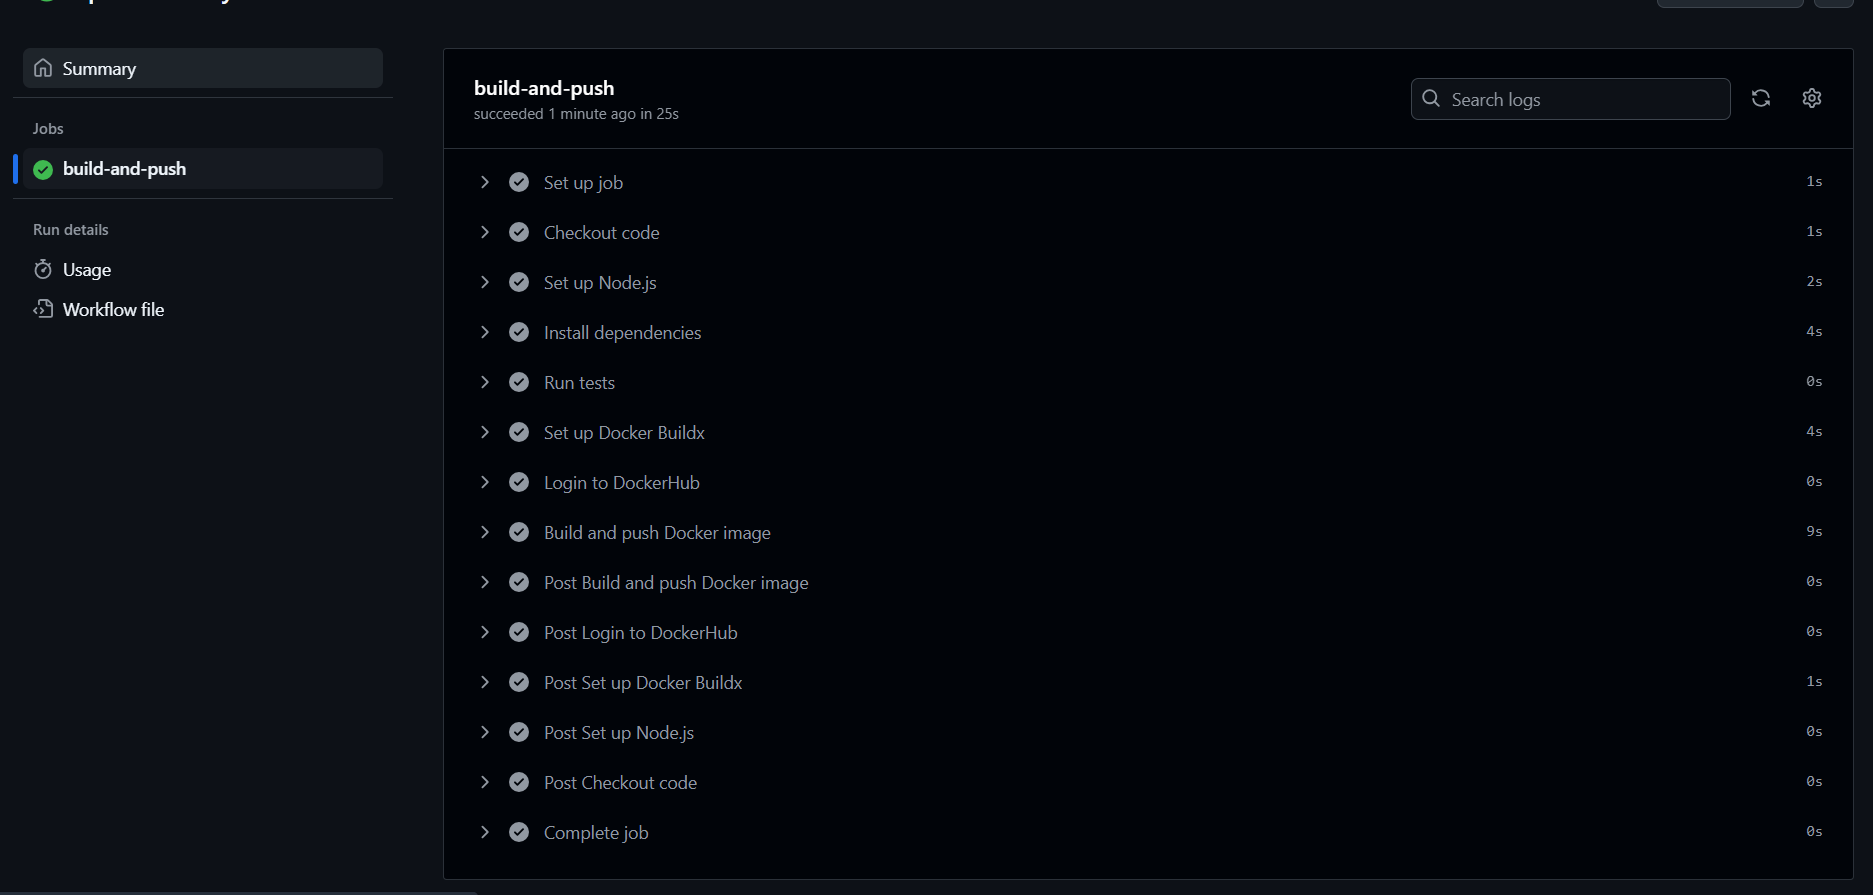 Summary
Jobs
build-and-push
Run details
Usage
Workflow file
build-and-push
succeeded 1 minute ago in 25s
Search logs
Set up job 1s
Checkout code 1s
Set up Node.js 2s
Install dependencies 4s
Run tests 0s
Set up Docker Buildx 4s
Login to DockerHub 0s
Build and push Docker image 9s
Post Build and push Docker image 0s
Post Login to DockerHub 0s
Post Set up Docker Buildx 1s
Post Set up Node.js 0s
Post Checkout code 0s
Complete job 0s